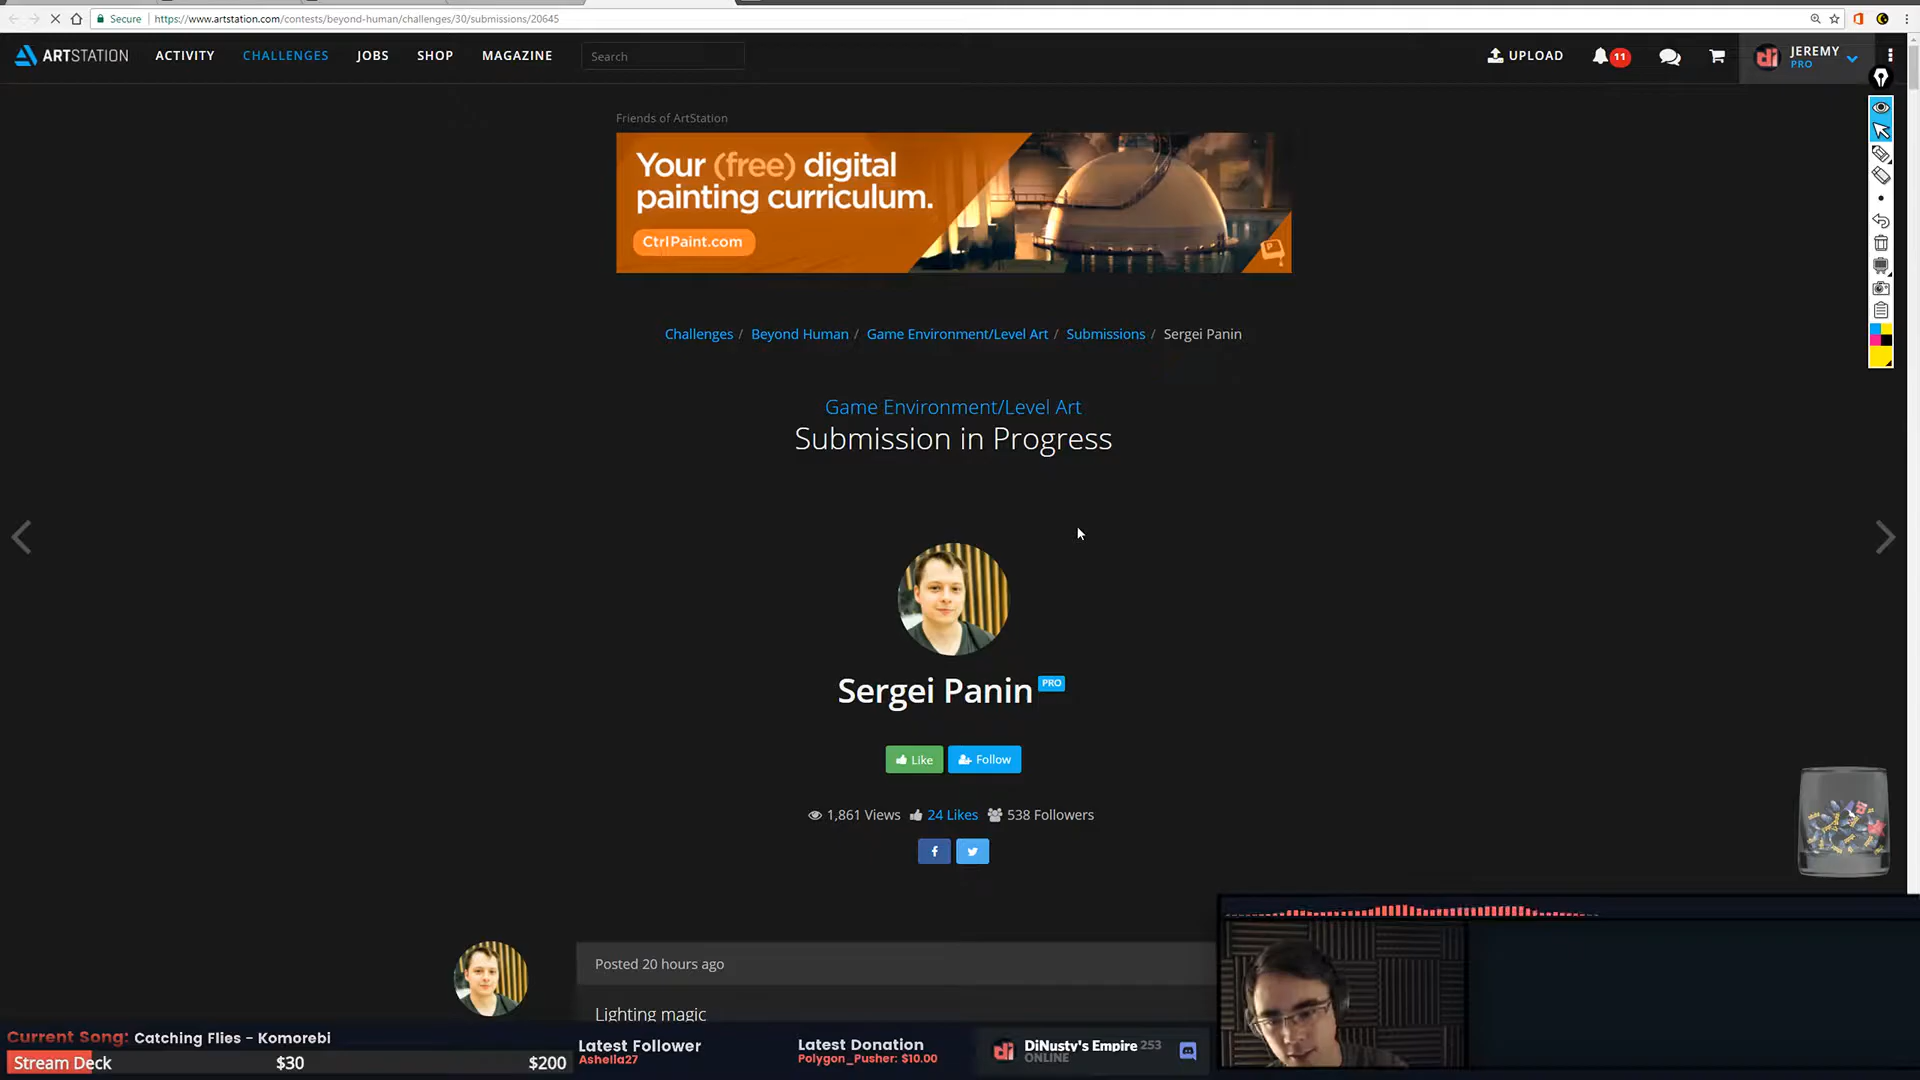 Secure
https://www.artstation.com/contests/beyond-human/challenges/30/submissions/20645
ARTSTATION
ACTIVITY
CHALLENGES
JOBS
SHOP
MAGAZINE
Search
UPLOAD
11
di
JEREMY
PRO
Friends of ArtStation
Your (free) digital
painting curriculum.
CtrlPaint.com
P
Challenges / Beyond Human / Game Environment/Level Art / Submissions / Sergei Panin
Game Environment/Level Art
Submission in Progress
Sergei Panin PRO
Like
Follow
1,861 Views 24 Likes 538 Followers
Posted 20 hours ago
Lighting magic
Current Song: Catching Flies - Komorebi
Stream Deck $30 $200
Latest Follower
Ashella27
Latest Donation
Polygon_Pusher: $10.00
di
DiNusty's Empire 253
ONLINE